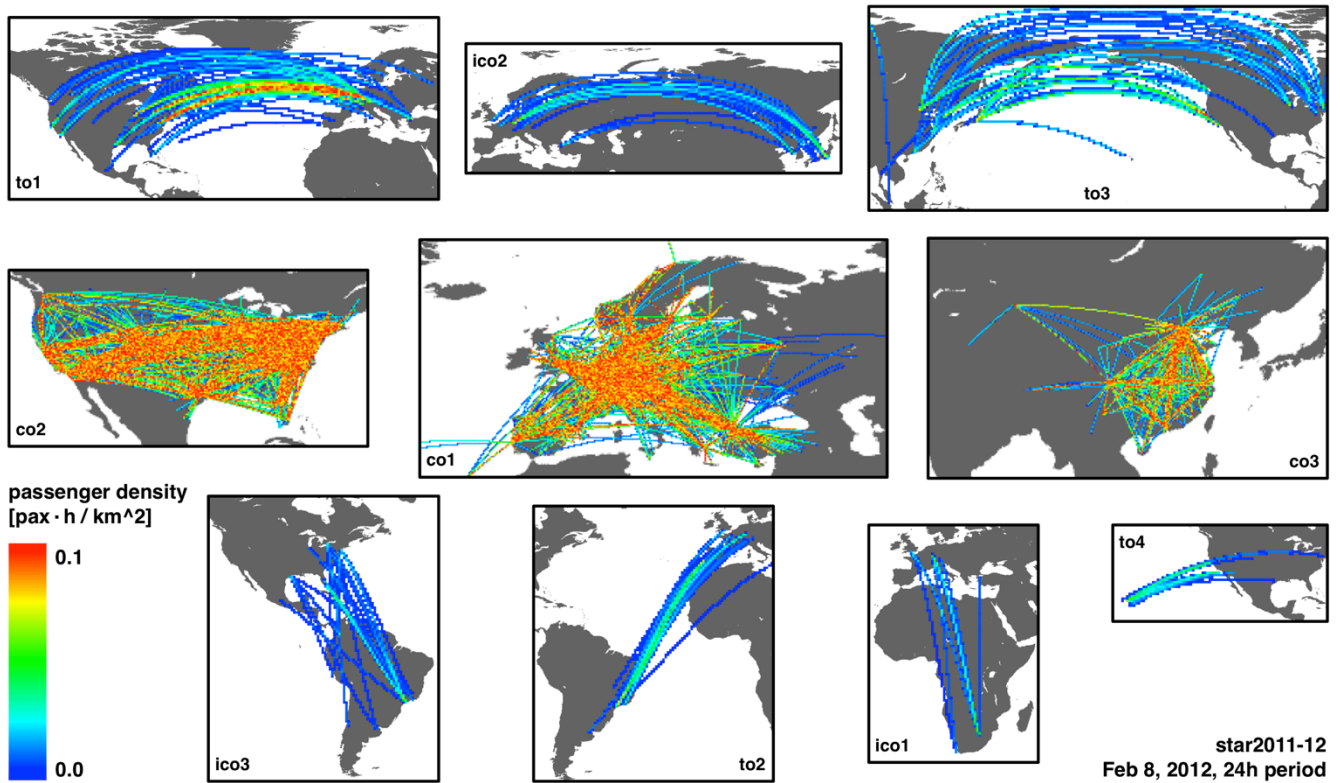 to1
ico2
to3
co2
co1
co3
passenger density
[pax · h / km^2]
0.1
0.0
ico3
to2
ico1
to4
star2011-12
Feb 8, 2012, 24h period